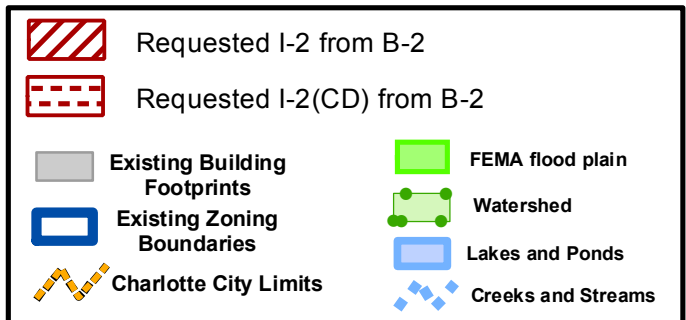 Requested I-2 from B-2
Requested I-2(CD) from B-2
Existing Building
Footprints
Existing Zoning
Boundaries
Charlotte City Limits
FEMA flood plain
Watershed
Lakes and Ponds
Creeks and Streams